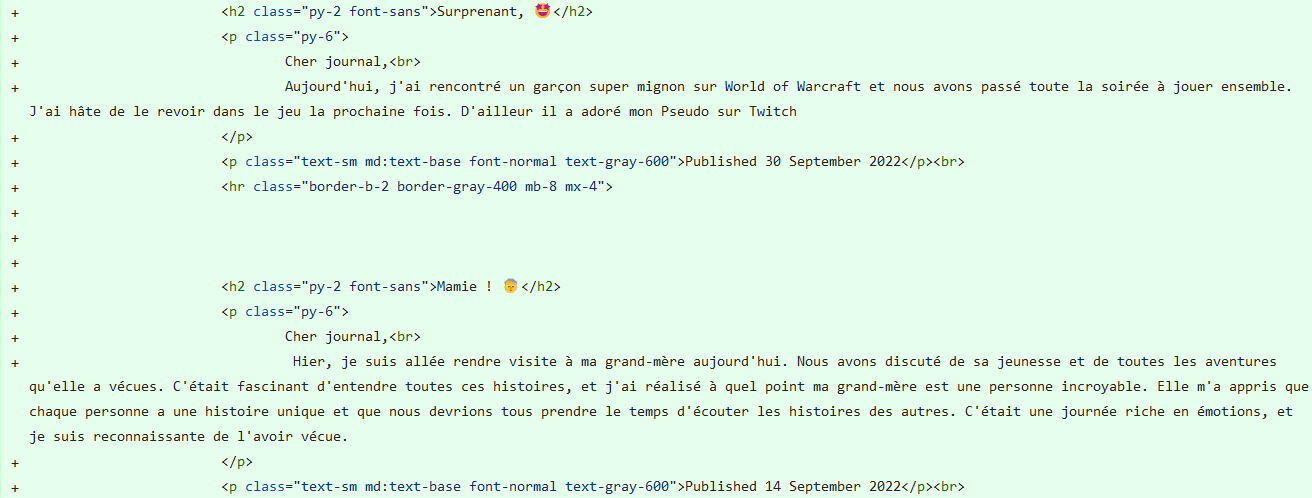 + <h2 class="py-2 font-sans">Surprenant, 🤩</h2>
+ <p class="py-6">
+ Cher journal,<br>
+ Aujourd'hui, j'ai rencontré un garçon super mignon sur World of Warcraft et nous avons passé toute la soirée à jouer ensemble.
J'ai hâte de le revoir dans le jeu la prochaine fois. D'ailleur il a adoré mon Pseudo sur Twitch
+ </p>
+ <p class="text-sm md:text-base font-normal text-gray-600">Published 30 September 2022</p><br>
+ <hr class="border-b-2 border-gray-400 mb-8 mx-4">
+
+
+
+ <h2 class="py-2 font-sans">Mamie ! 👵</h2>
+ <p class="py-6">
+ Cher journal,<br>
+ Hier, je suis allée rendre visite à ma grand-mère aujourd'hui. Nous avons discuté de sa jeunesse et de toutes les aventures
qu'elle a vécues. C'était fascinant d'entendre toutes ces histoires, et j'ai réalisé à quel point ma grand-mère est une personne incroyable. Elle m'a appris que
chaque personne a une histoire unique et que nous devrions tous prendre le temps d'écouter les histoires des autres. C'était une journée riche en émotions, et
je suis reconnaissante de l'avoir vécue.
+ </p>
+ <p class="text-sm md:text-base font-normal text-gray-600">Published 14 September 2022</p><br>